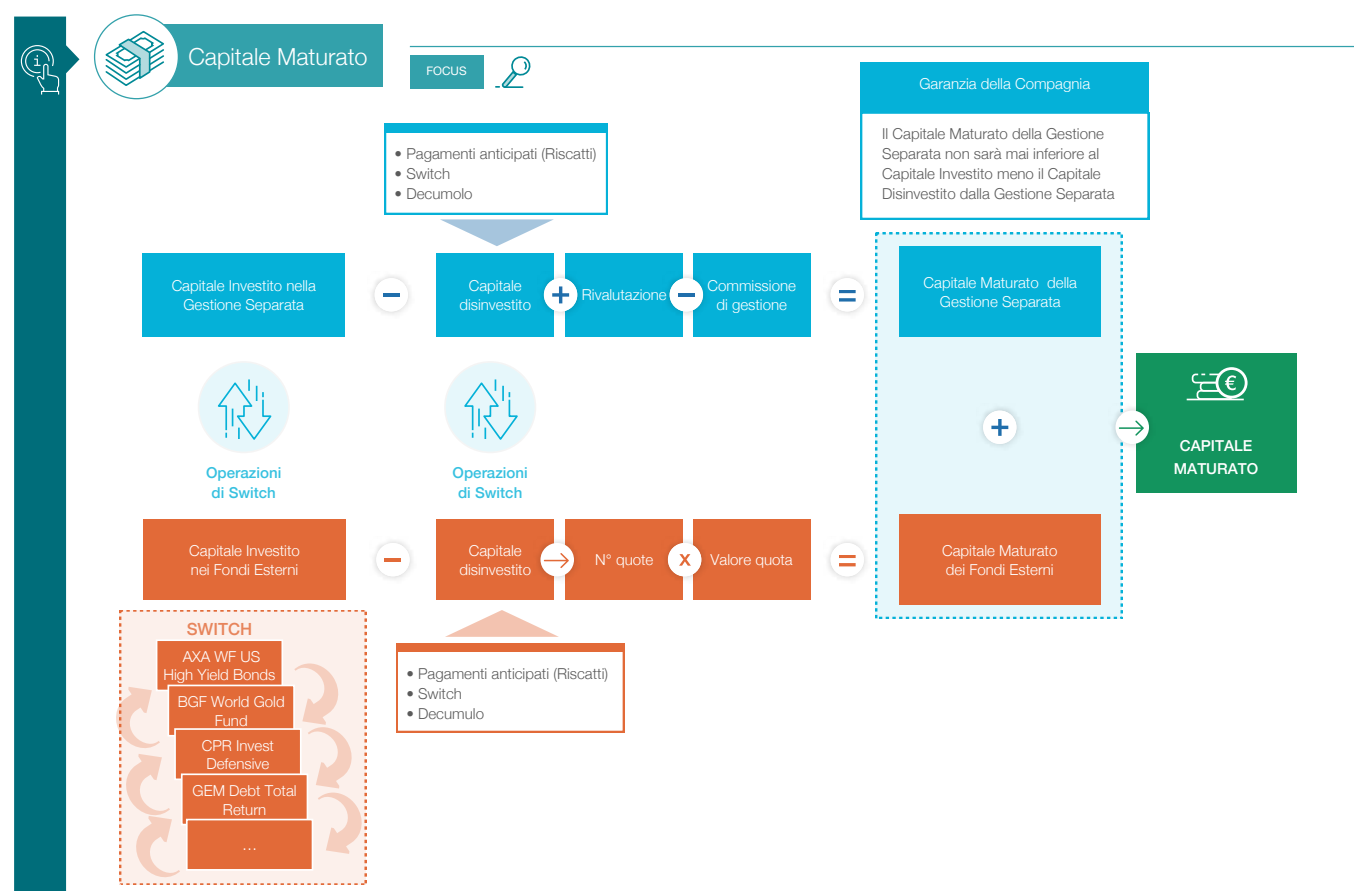 Capitale Maturato
FOCUS
Garanzia della Compagnia
Il Capitale Maturato della Gestione
Separata non sarà mai inferiore al
Capitale Investito meno il Capitale
Disinvestito dalla Gestione Separata
• Pagamenti anticipati (Riscatti)
• Switch
• Decumolo
Capitale Investito nella
Gestione Separata
−
Capitale
disinvestito
+
Rivalutazione
−
Commissione
di gestione
=
Capitale Maturato della
Gestione Separata
Operazioni
di Switch
Operazioni
di Switch
+
€
CAPITALE
MATURATO
Capitale Investito
nei Fondi Esterni
−
Capitale
disinvestito
→
N° quote
x
Valore quota
=
Capitale Maturato
dei Fondi Esterni
SWITCH
AXA WF US
High Yield Bonds
BGF World Gold
Fund
CPR Invest
Defensive
GEM Debt Total
Return
…
• Pagamenti anticipati (Riscatti)
• Switch
• Decumulo